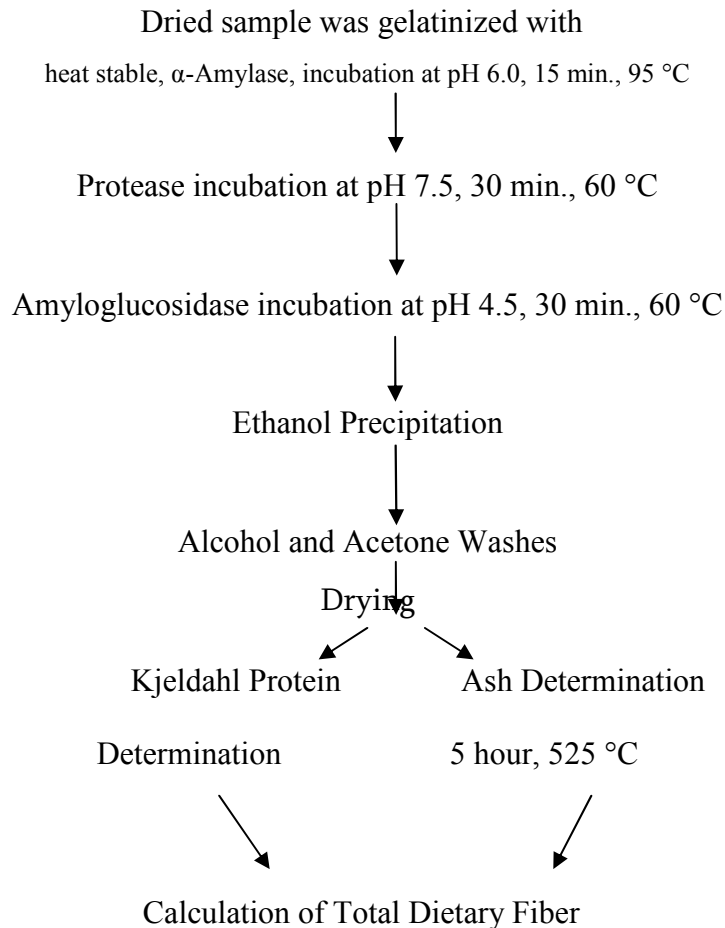 Dried sample was gelatinized with
heat stable, α-Amylase, incubation at pH 6.0, 15 min., 95 °C
Protease incubation at pH 7.5, 30 min., 60 °C
Amyloglucosidase incubation at pH 4.5, 30 min., 60 °C
Ethanol Precipitation
Alcohol and Acetone Washes
Drying
Kjeldahl Protein Ash Determination
Determination 5 hour, 525 °C
Calculation of Total Dietary Fiber